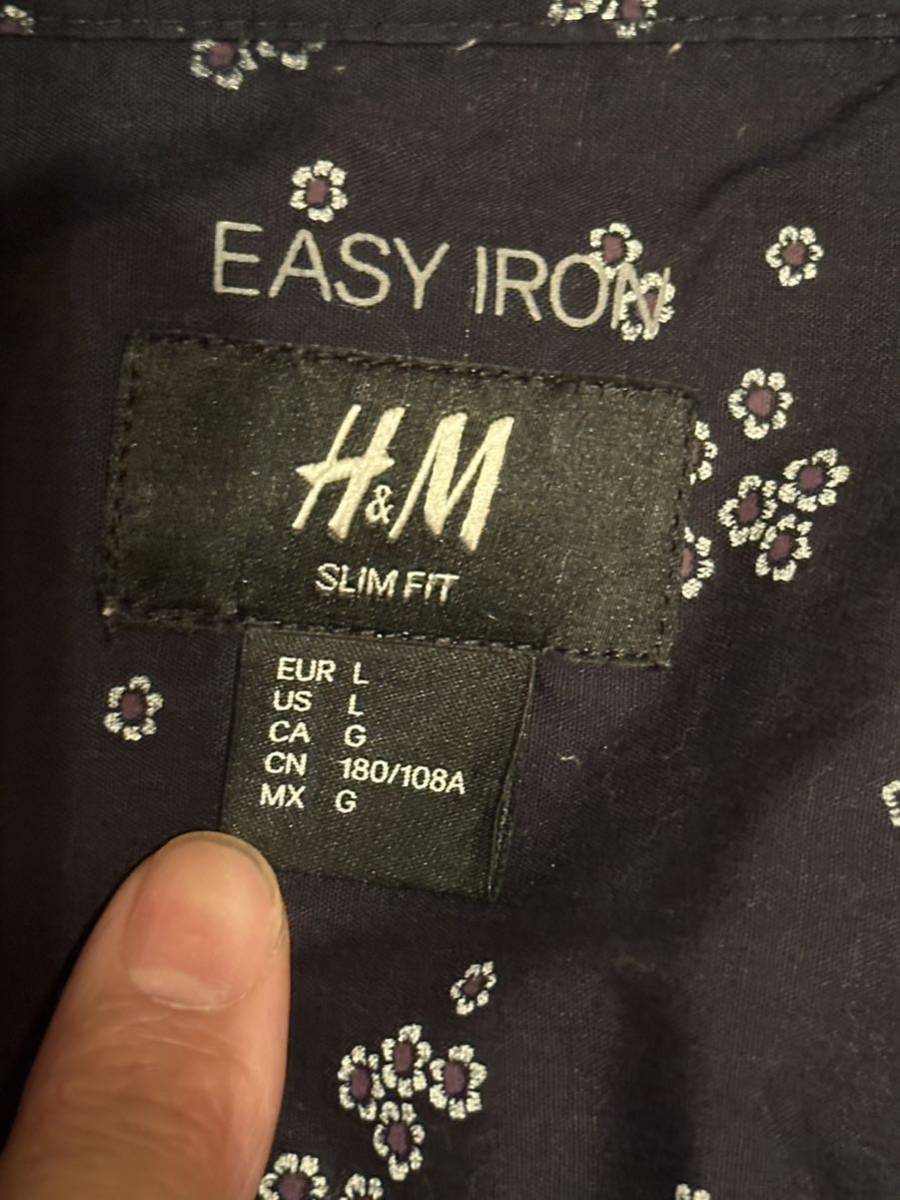 EASY IRON
H&M
SLIM FIT
EUR L
US L
CA G
CN 180/108A
MX G